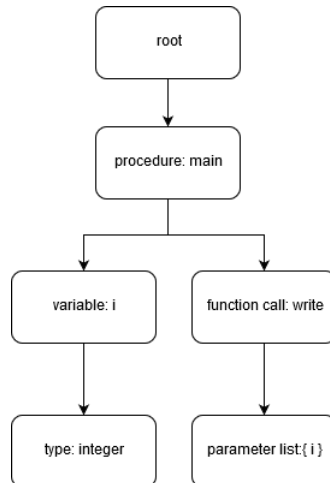 root
procedure: main
variable: i
function call: write
type: integer
parameter list:{ i }